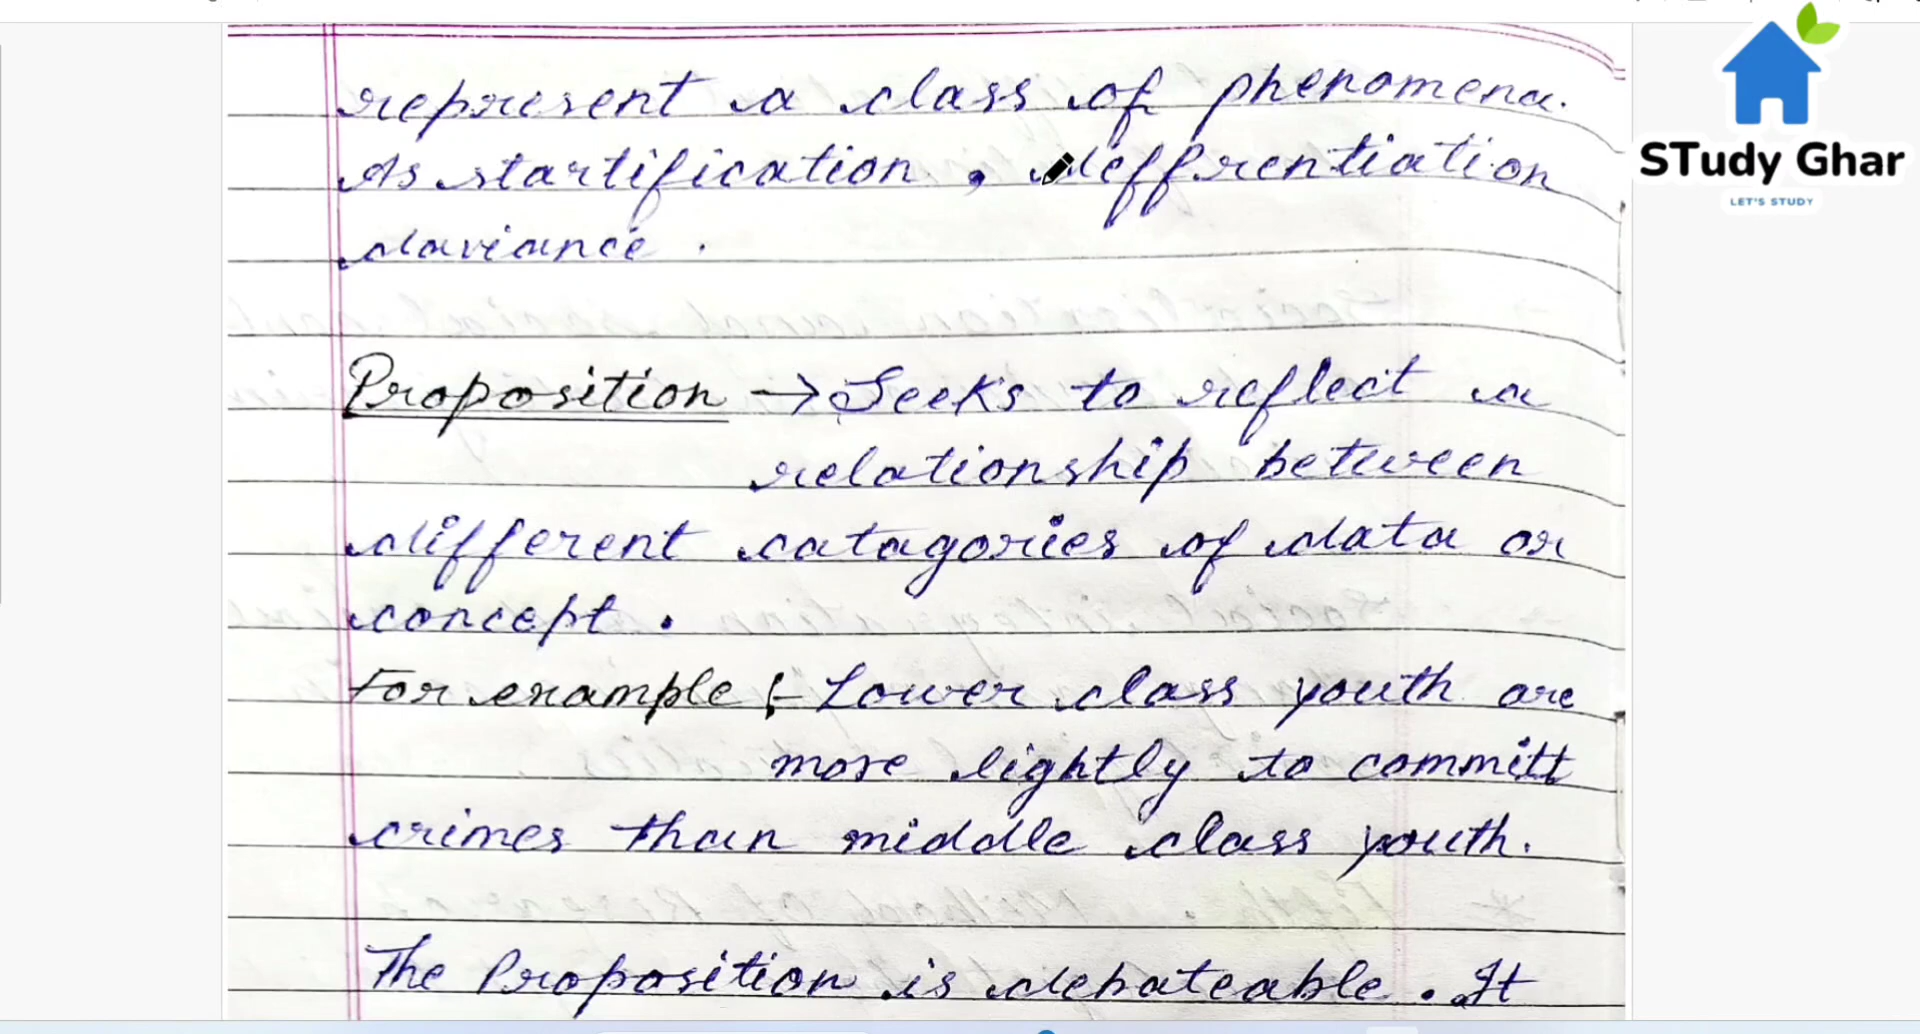 represent a class of phenomena.
As startification , defffrentiation
daviance .
Proposition → Seeks to reflect a
relationship between
different catagories of data or
concept .
For example :- Lower class youth are
more lightly to committ
crimes than middle class youth.
The Proposition is debateable . It
STudy Ghar
LET'S STUDY